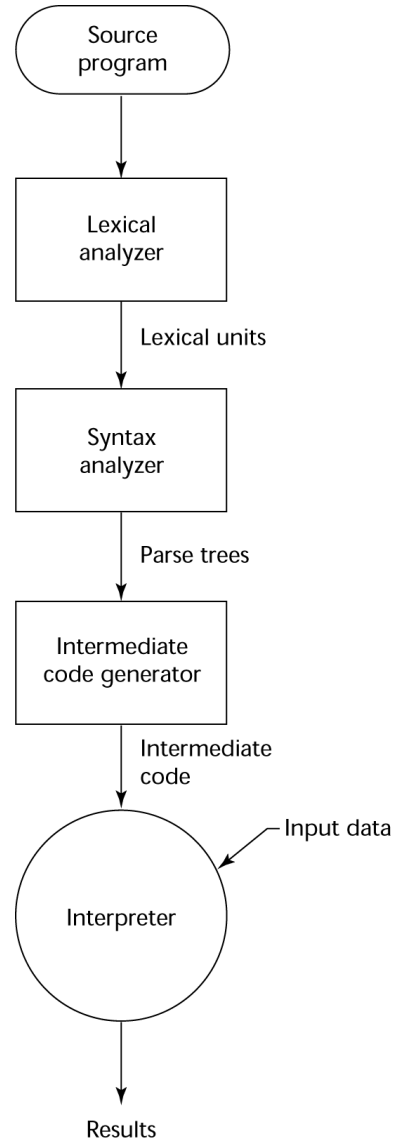 Source
program
Lexical
analyzer
Lexical units
Syntax
analyzer
Parse trees
Intermediate
code generator
Intermediate
code
Input data
Interpreter
Results